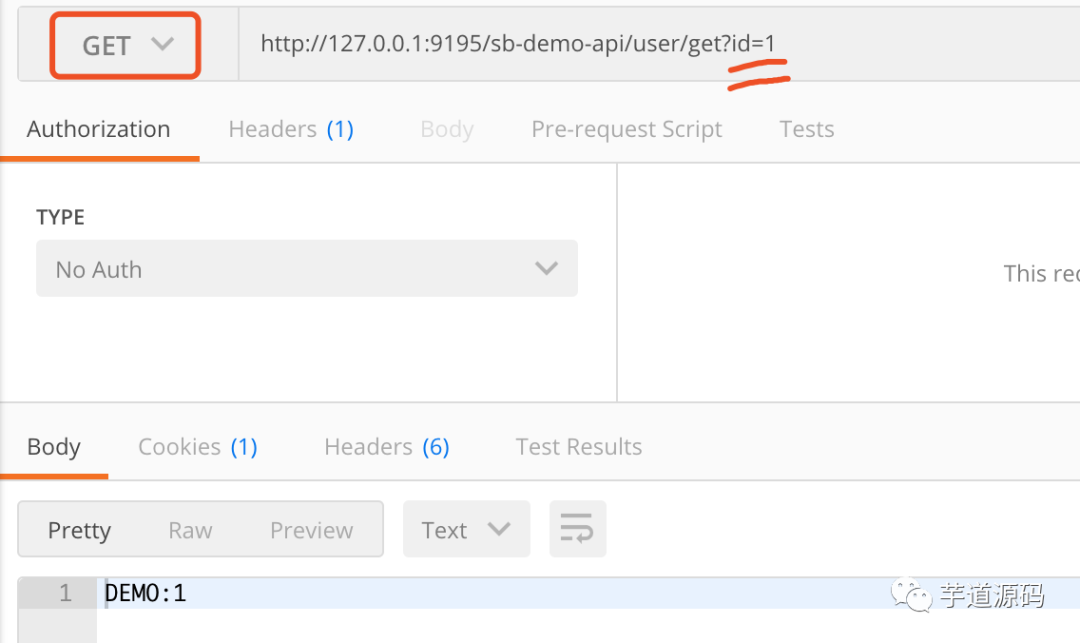 GET http://127.0.0.1:9195/sb-demo-api/user/get?id=1
Authorization Headers (1) Body Pre-request Script Tests
TYPE
No Auth
This
Body Cookies (1) Headers (6) Test Results
Pretty Raw Preview Text
1 DEMO:1
芋道源码